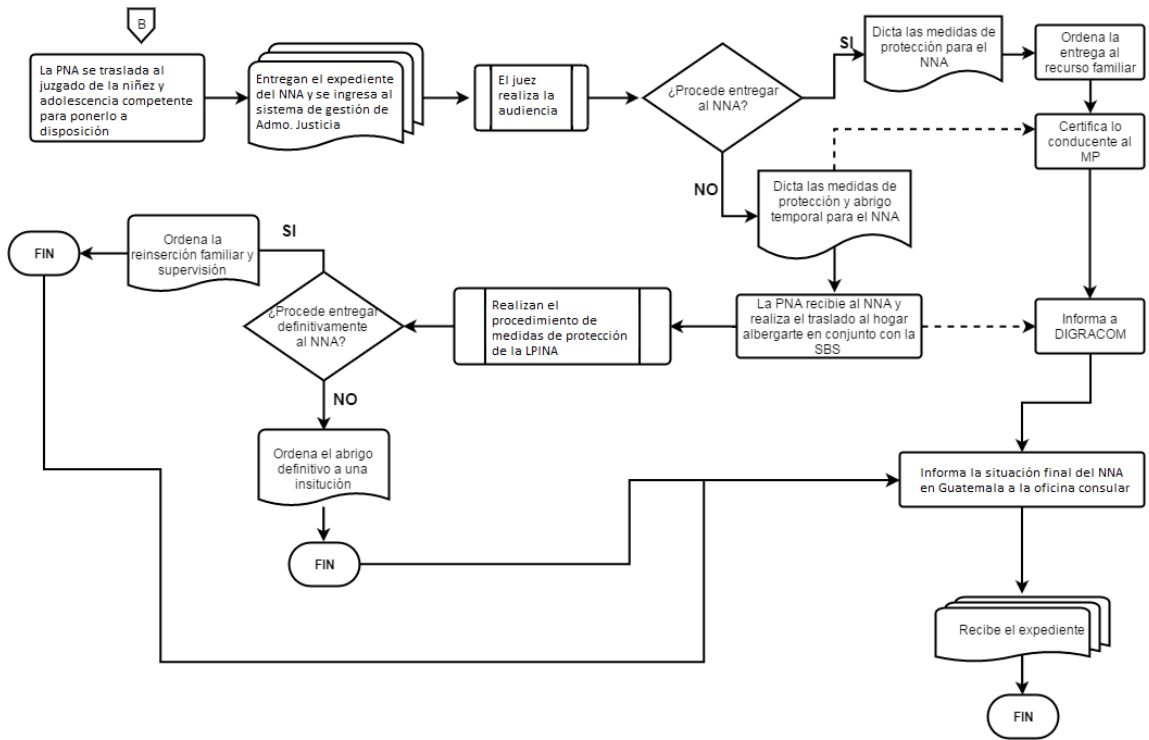 B
La PNA se traslada al
juzgado de la niñez y
adolescencia competente
para ponerlo a
disposición
Entregan el expediente
del NNA y se ingresa al
sistema de gestión de
Admo. Justicia
El juez
realiza la
audiencia
¿Procede entregar
al NNA?
SI
Dicta las medidas de
protección para el
NNA
Ordena la
entrega al
recurso familiar
Certifica lo
conducente al
MP
NO
Dicta las medidas de
protección y abrigo
temporal para el NNA
La PNA recibie al NNA y
realiza el traslado al hogar
albergarte en conjunto con la
SBS
Informa a
DIGRACOM
Realizan el
procedimiento de
medidas de protección
de la LPINA
¿Procede entregar
definitivamente
al NNA?
SI
Ordena la
reinserción familiar y
supervisión
FIN
NO
Ordena el abrigo
definitivo a una
insitución
FIN
Informa la situación final del NNA
en Guatemala a la oficina consular
Recibe el expediente
FIN